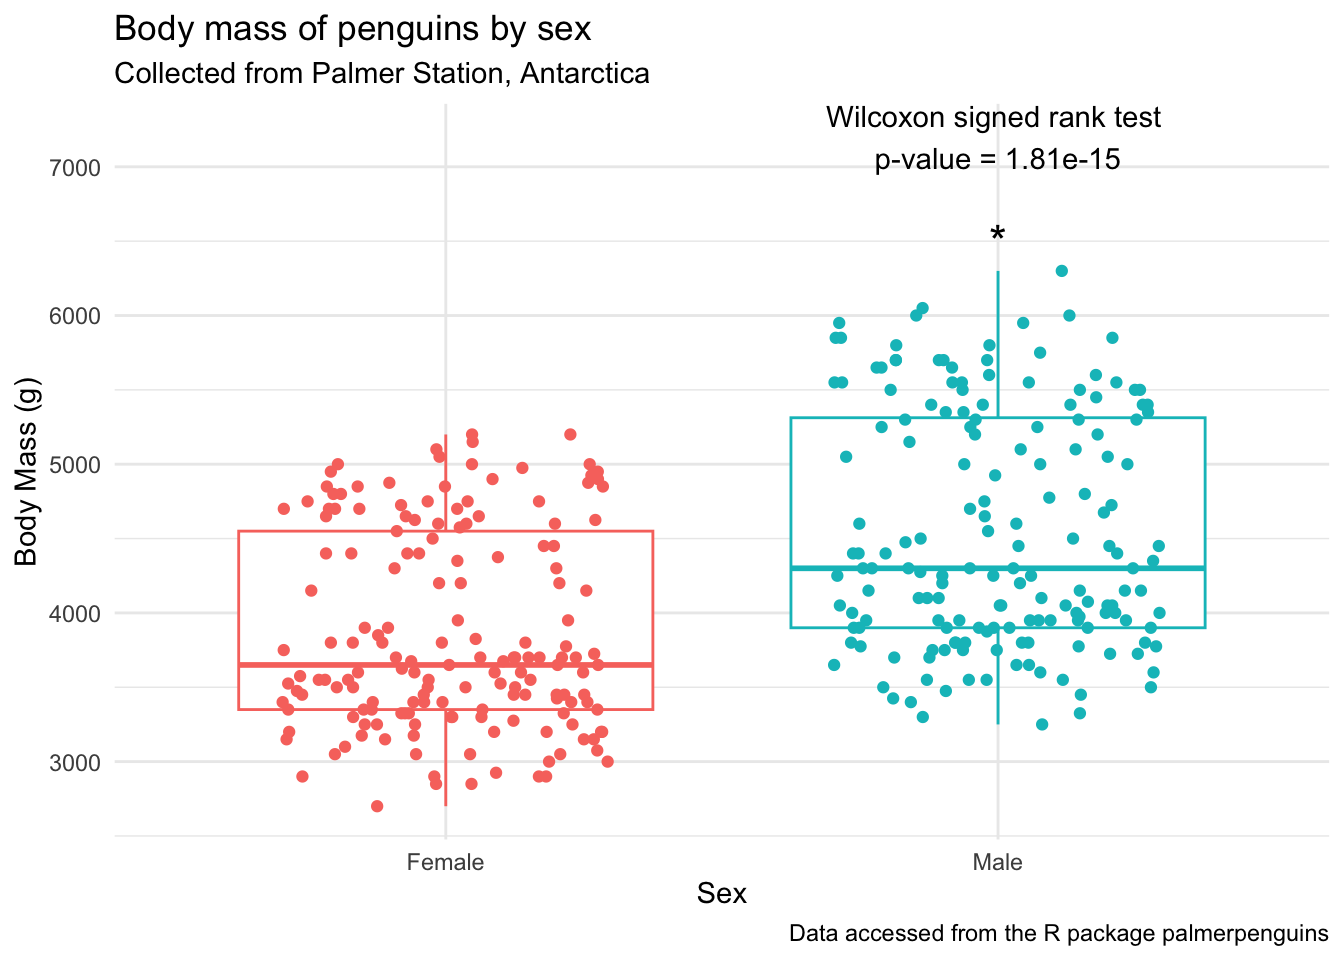 Body mass of penguins by sex
Collected from Palmer Station, Antarctica
Wilcoxon signed rank test
p-value = 1.81e-15
*
7000
6000
5000
4000
3000
Body Mass (g)
Female
Male
Sex
Data accessed from the R package palmerpenguins